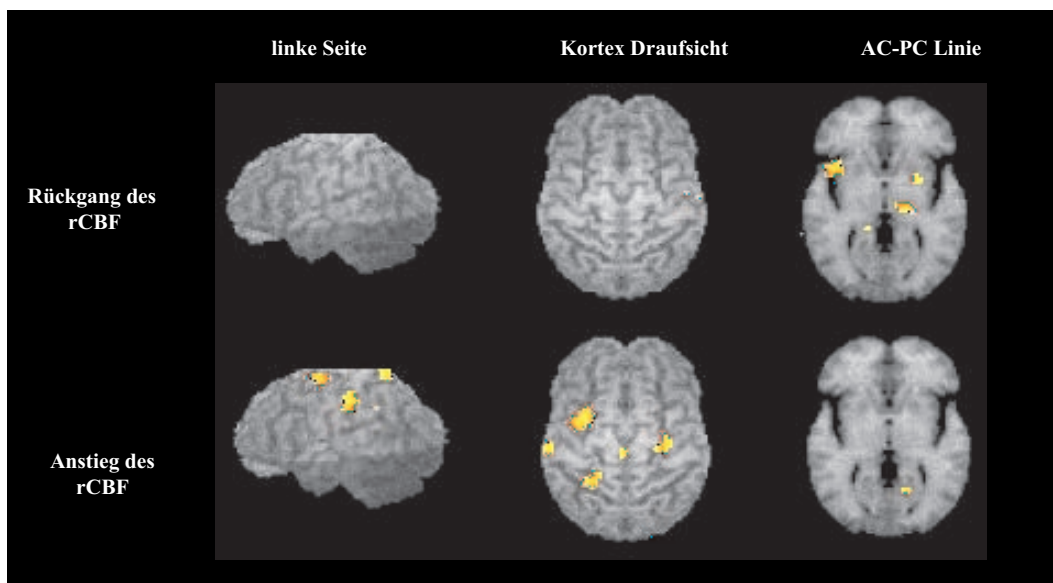 linke Seite
Kortex Draufsicht
AC-PC Linie
Rückgang des
rCBF
Anstieg des
rCBF